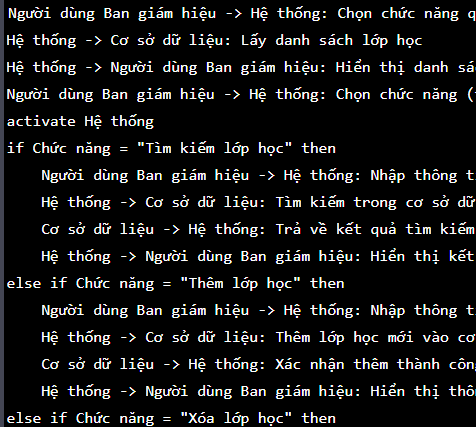 Người dùng Ban giám hiệu -> Hệ thống: Chọn chức năng
Hệ thống -> Cơ sở dữ liệu: Lấy danh sách lớp học
Hệ thống -> Người dùng Ban giám hiệu: Hiển thị danh
Người dùng Ban giám hiệu -> Hệ thống: Chọn chức năng (
activate Hệ thống
if Chức năng = "Tìm kiếm lớp học" then
Người dùng Ban giám hiệu -> Hệ thống: Nhập thông
Hệ thống -> Cơ sở dữ liệu: Tìm kiếm trong cơ sở dữ
Cơ sở dữ liệu -> Hệ thống: Trả về kết quả tìm kiếm
Hệ thống -> Người dùng Ban giám hiệu: Hiển thị kết
else if Chức năng = "Thêm lớp học" then
Người dùng Ban giám hiệu -> Hệ thống: Nhập thông
Hệ thống -> Cơ sở dữ liệu: Thêm lớp học mới vào cơ
Cơ sở dữ liệu -> Hệ thống: Xác nhận thêm thành công
Hệ thống -> Người dùng Ban giám hiệu: Hiển thị
else if Chức năng = "Xóa lớp học" then